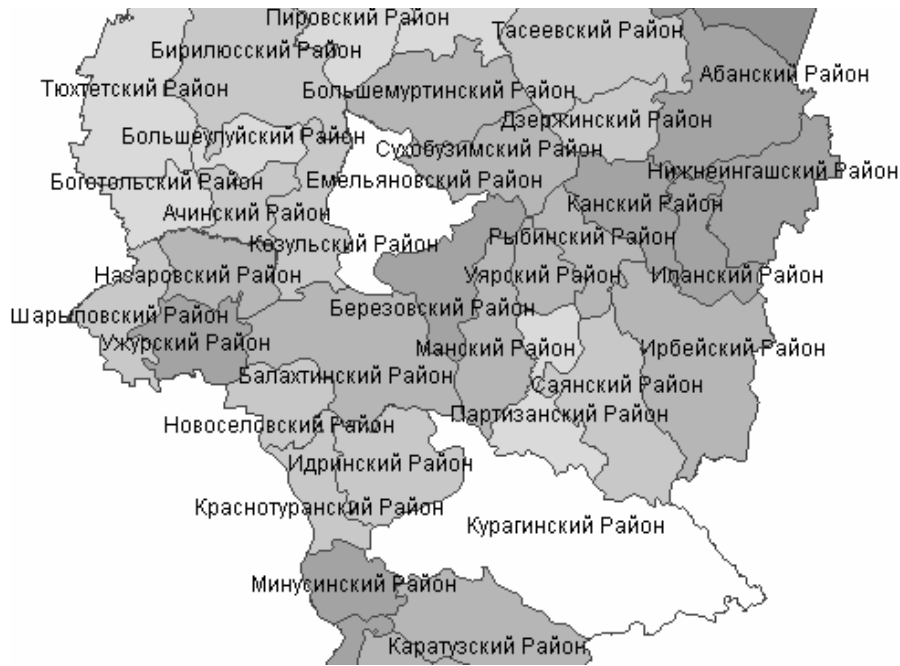 Пировский Район
Тасеевский Район
Бирилюсский Район
Абанский Район
Тюхтетский Район
Большемуртинский Район
Дзержинский Район
Большеулуйский Район
Сухобузимский Район
Нижнеингашский Район
Боготольский Район
Емельяновский Район
Канский Район
Ачинский Район
Рыбинский Район
Козульский Район
Назаровский Район
Уярский Район
Иланский Район
Березовский Район
Шарыповский Район
Ужурский Район
Манский Район
Ирбейский Район
Балахтинский Район
Саянский Район
Партизанский Район
Новоселовский Район
Идринский Район
Краснотуранский Район
Курагинский Район
Минусинский Район
Каратузский Район